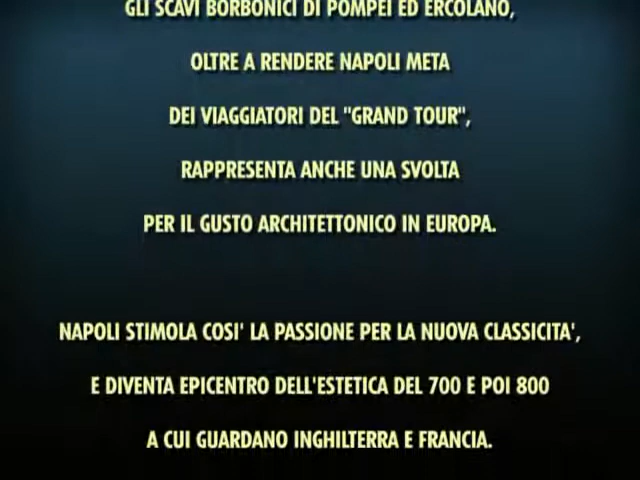 GLI SCAVI BORBONICI DI POMPEI ED ERCOLANO,
OLTRE A RENDERE NAPOLI META
DEI VIAGGIATORI DEL "GRAND TOUR",
RAPPRESENTA ANCHE UNA SVOLTA
PER IL GUSTO ARCHITETTONICO IN EUROPA.
NAPOLI STIMOLA COSI' LA PASSIONE PER LA NUOVA CLASSICITA',
E DIVENTA EPICENTRO DELL'ESTETICA DEL 700 E POI 800
A CUI GUARDANO INGHILTERRA E FRANCIA.